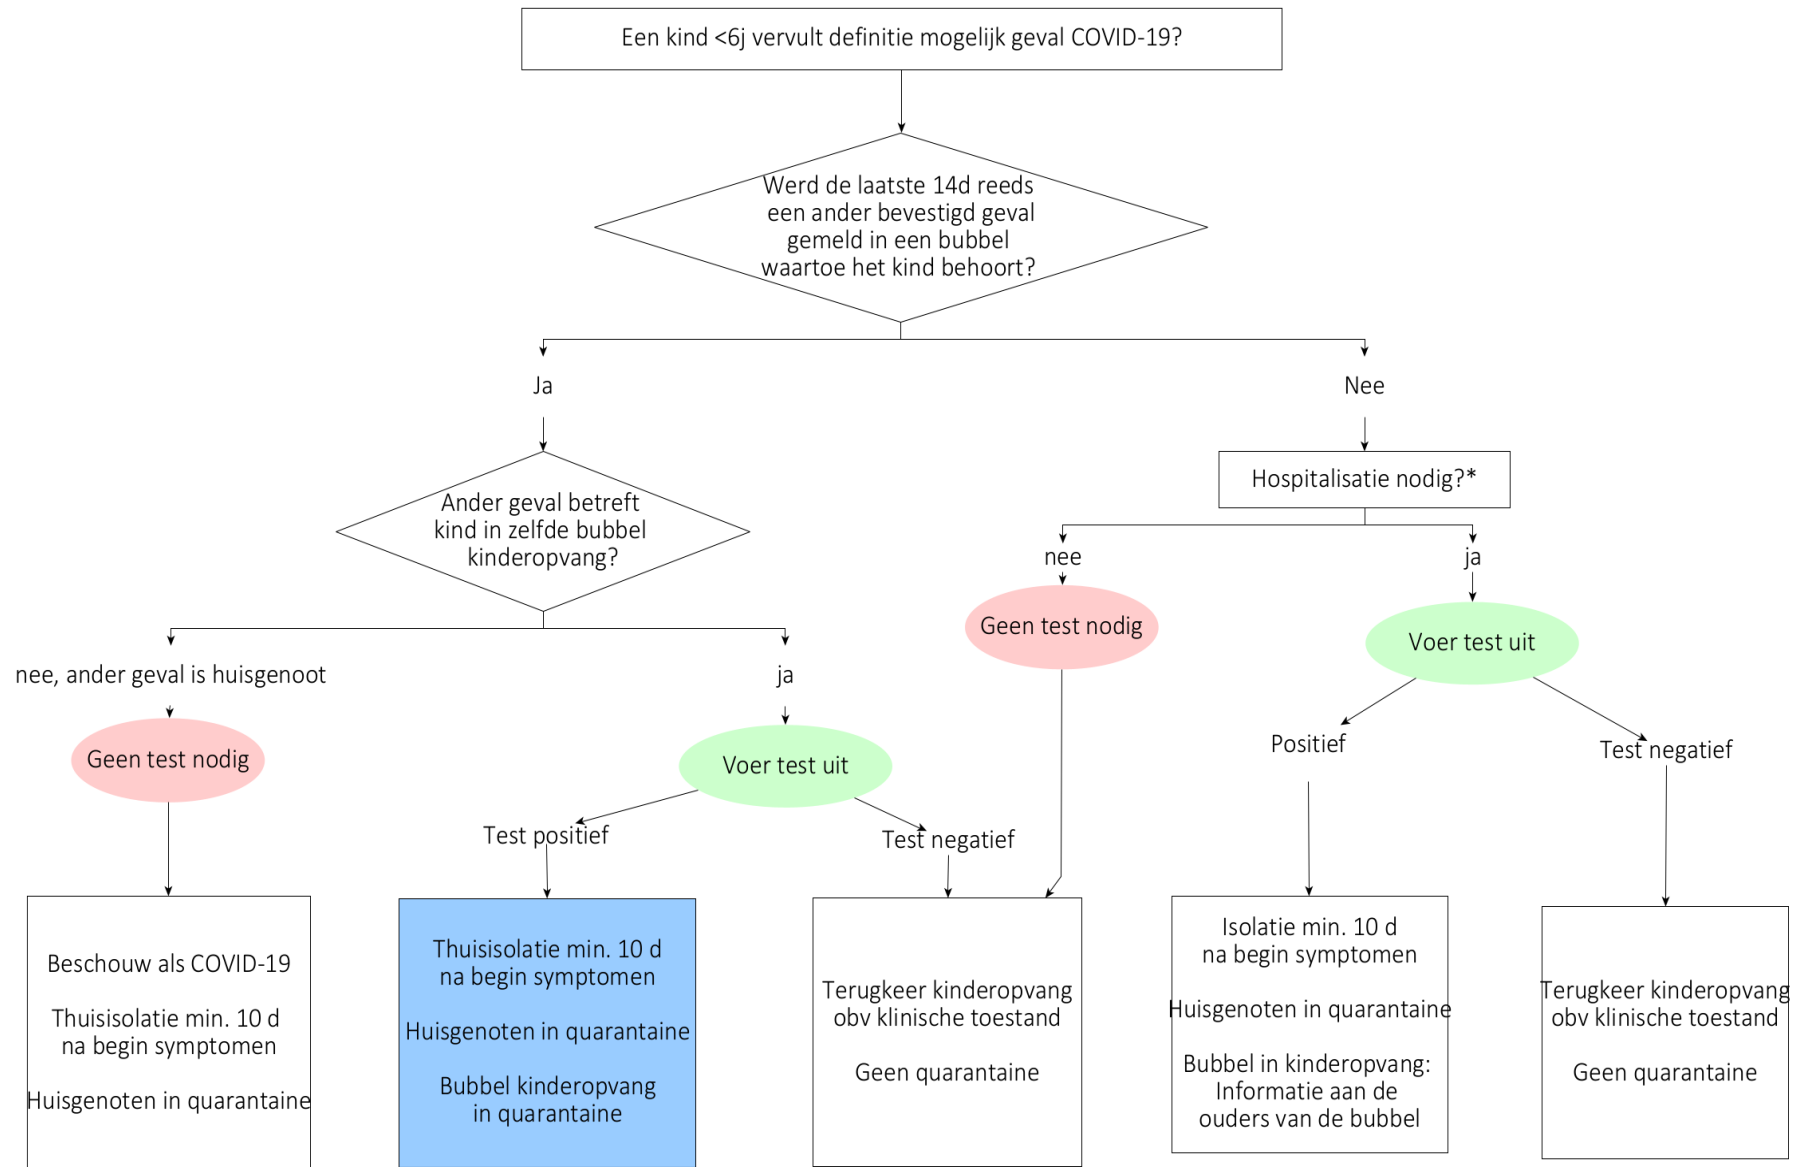 Een kind <6j vervult definitie mogelijk geval COVID-19?
Werd de laatste 14d reeds
een ander bevestigd geval
gemeld in een bubbel
waartoe het kind behoort?
Ja
Nee
Ander geval betreft
kind in zelfde bubbel
kinderopvang?
Hospitalisatie nodig?*
nee
ja
Geen test nodig
Voer test uit
nee, ander geval is huisgenoot
ja
Geen test nodig
Voer test uit
Positief
Test negatief
Test positief
Test negatief
Beschouw als COVID-19
Thuisisolatie min. 10 d
na begin symptomen
Huisgenoten in quarantaine
Thuisisolatie min. 10 d
na begin symptomen
Huisgenoten in quarantaine
Bubbel kinderopvang
in quarantaine
Terugkeer kinderopvang
obv klinische toestand
Geen quarantaine
Isolatie min. 10 d
na begin symptomen
Huisgenoten in quarantaine
Bubbel in kinderopvang:
Informatie aan de
ouders van de bubbel
Terugkeer kinderopvang
obv klinische toestand
Geen quarantaine